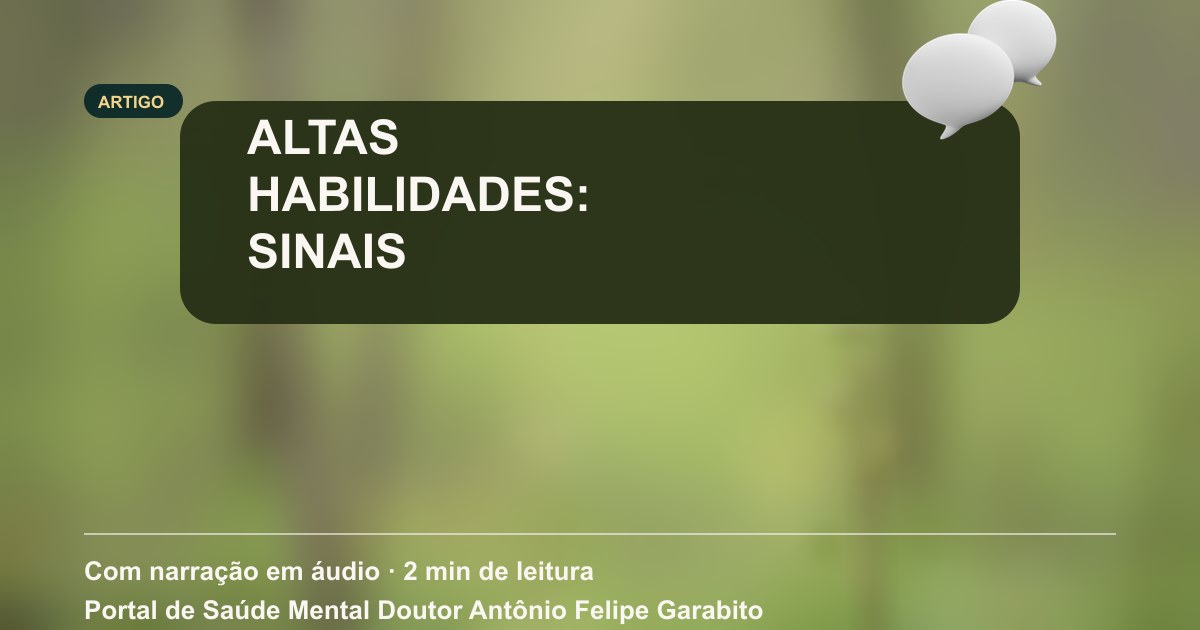 ARTIGO
ALTAS
HABILIDADES:
SINAIS
Com narração em áudio · 2 min de leitura
Portal de Saúde Mental Doutor Antônio Felipe Garabito